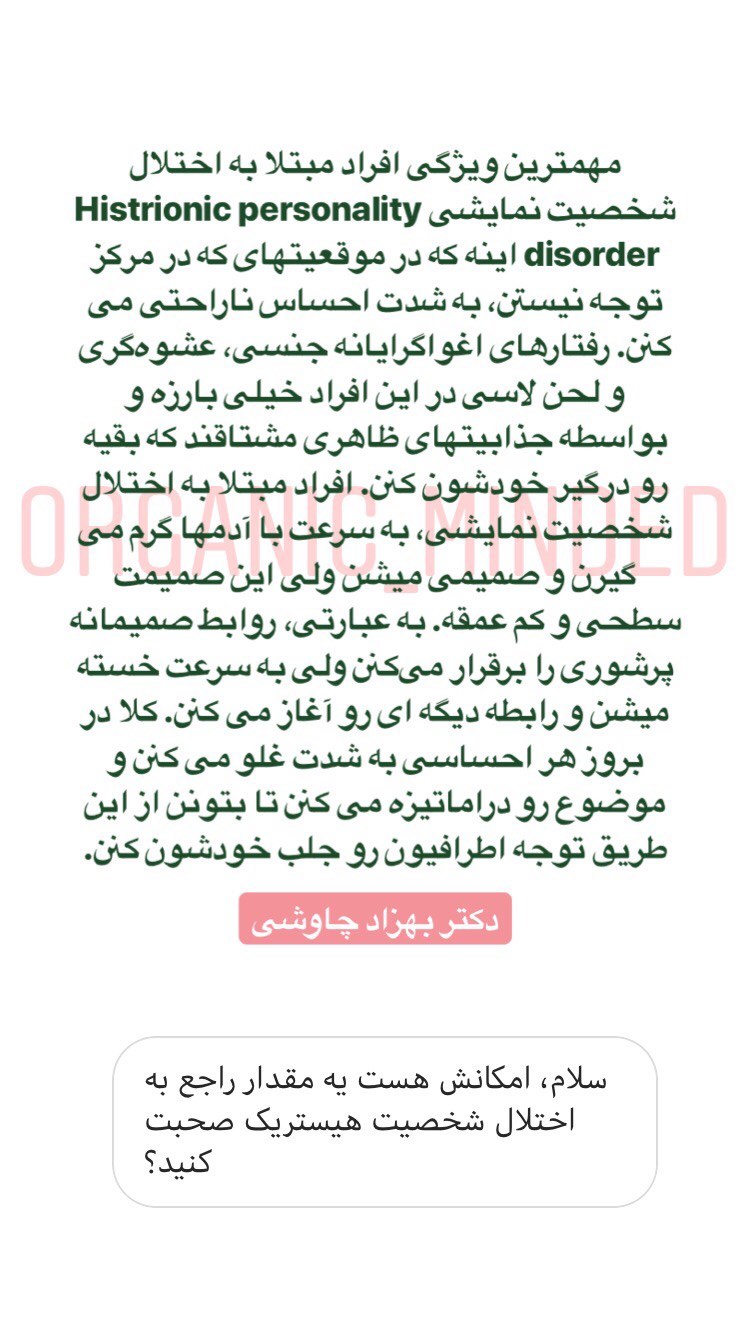 مهمترین ویژگی افراد مبتلا به اختلال
شخصیت نمایشی Histrionic personality
disorder اینه که در موقعیتهای که در مرکز
توجه نیستن، به شدت احساس ناراحتی می
کنن. رفتارهای اغواگرایانه جنسی، عشوه‌گری
و لحن لاسی در این افراد خیلی بارزه و
بواسطه جذابیتهای ظاهری مشتاقند که بقیه
رو درگیر خودشون کنن. افراد مبتلا به اختلال
ORGANIC_MINDED
شخصیت نمایشی، به سرعت با آدمها گرم می
گیرن و صمیمی میشن ولی این صمیمت
سطحی و کم عمقه. به عبارتی، روابط صمیمانه
پرشوری را برقرار می‌کنن ولی به سرعت خسته
میشن و رابطه دیگه ای رو آغاز می کنن. کلا در
بروز هر احساسی به شدت غلو می کنن و
موضوع رو دراماتیزه می کنن تا بتونن از این
طریق توجه اطرافیون رو جلب خودشون کنن.
دکتر بهزاد چاوشی
سلام، امکانش هست یه مقدار راجع به
اختلال شخصیت هیستریک صحبت
کنید؟